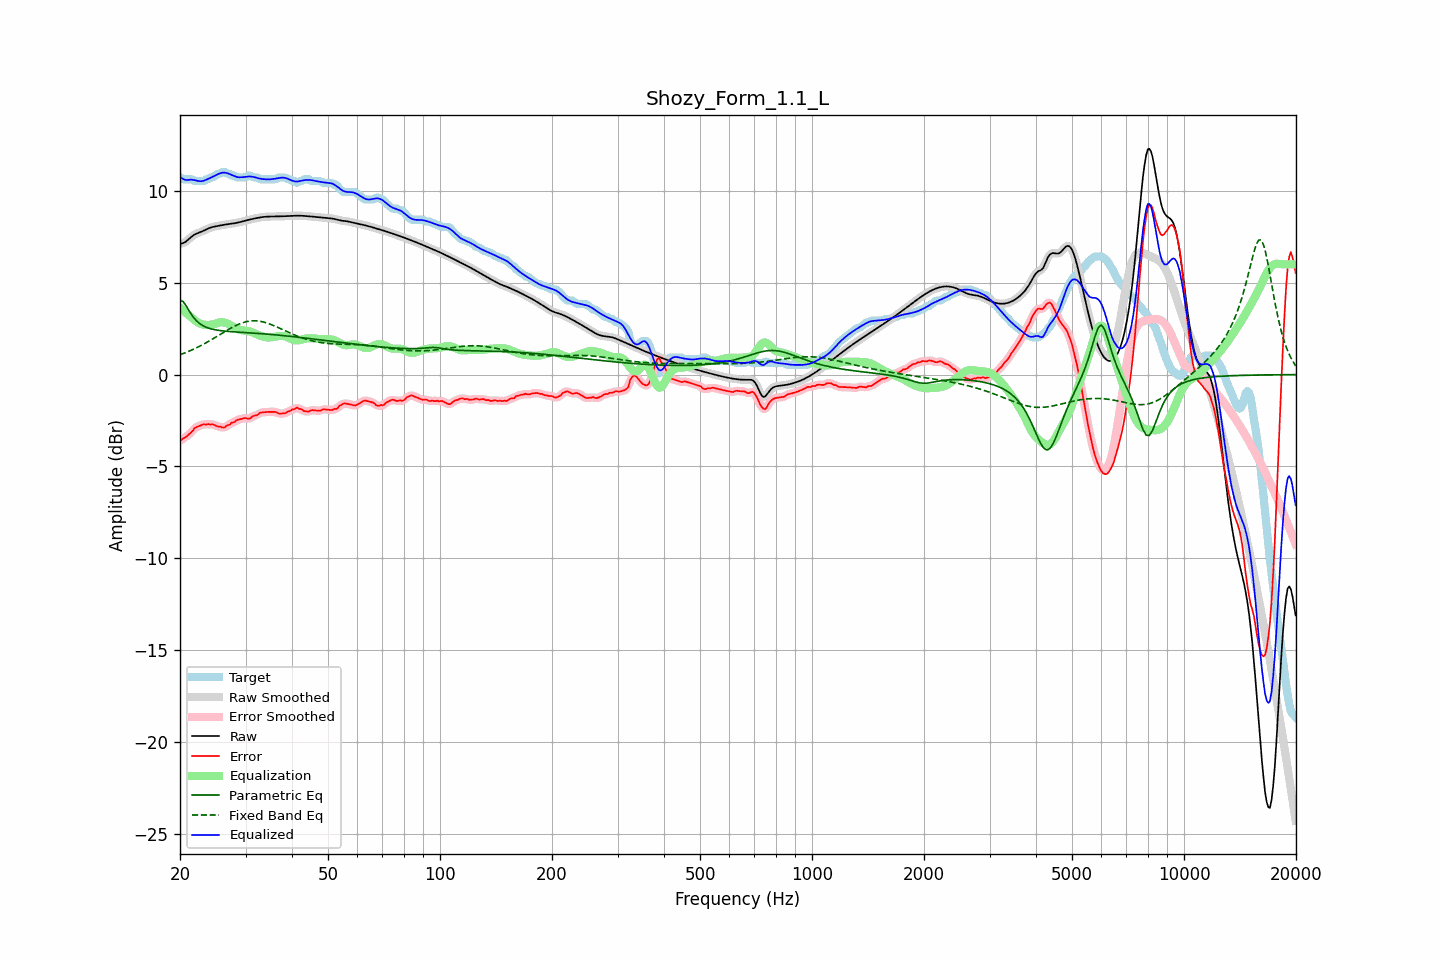 Shozy_Form_1.1_L
Amplitude (dBr)
10
5
0
−5
−10
−15
−20
−25
Target
Raw Smoothed
Error Smoothed
Raw
Error
Equalization
Parametric Eq
Fixed Band Eq
Equalized
20 50 100 200 500 1000 2000 5000 10000 20000
Frequency (Hz)